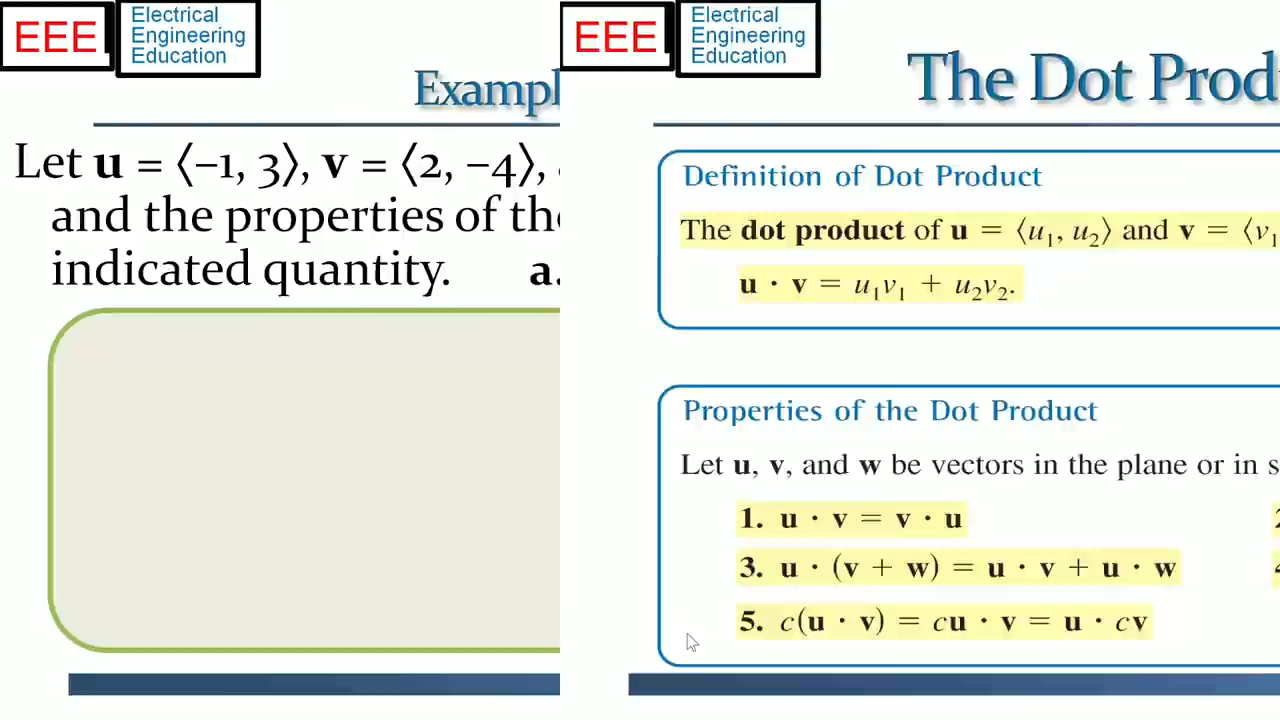 EEE
Electrical
Engineering
Education
Exampl
Let u = ⟨−1, 3⟩, v = ⟨2, −4⟩,
and the properties of the
indicated quantity. a.
EEE
Electrical
Engineering
Education
The Dot Produ
Definition of Dot Product
The dot product of u = ⟨u₁, u₂⟩ and v = ⟨v₁
u · v = u₁v₁ + u₂v₂.
Properties of the Dot Product
Let u, v, and w be vectors in the plane or in s
1. u · v = v · u
3. u · (v + w) = u · v + u · w
5. c(u · v) = cu · v = u · cv